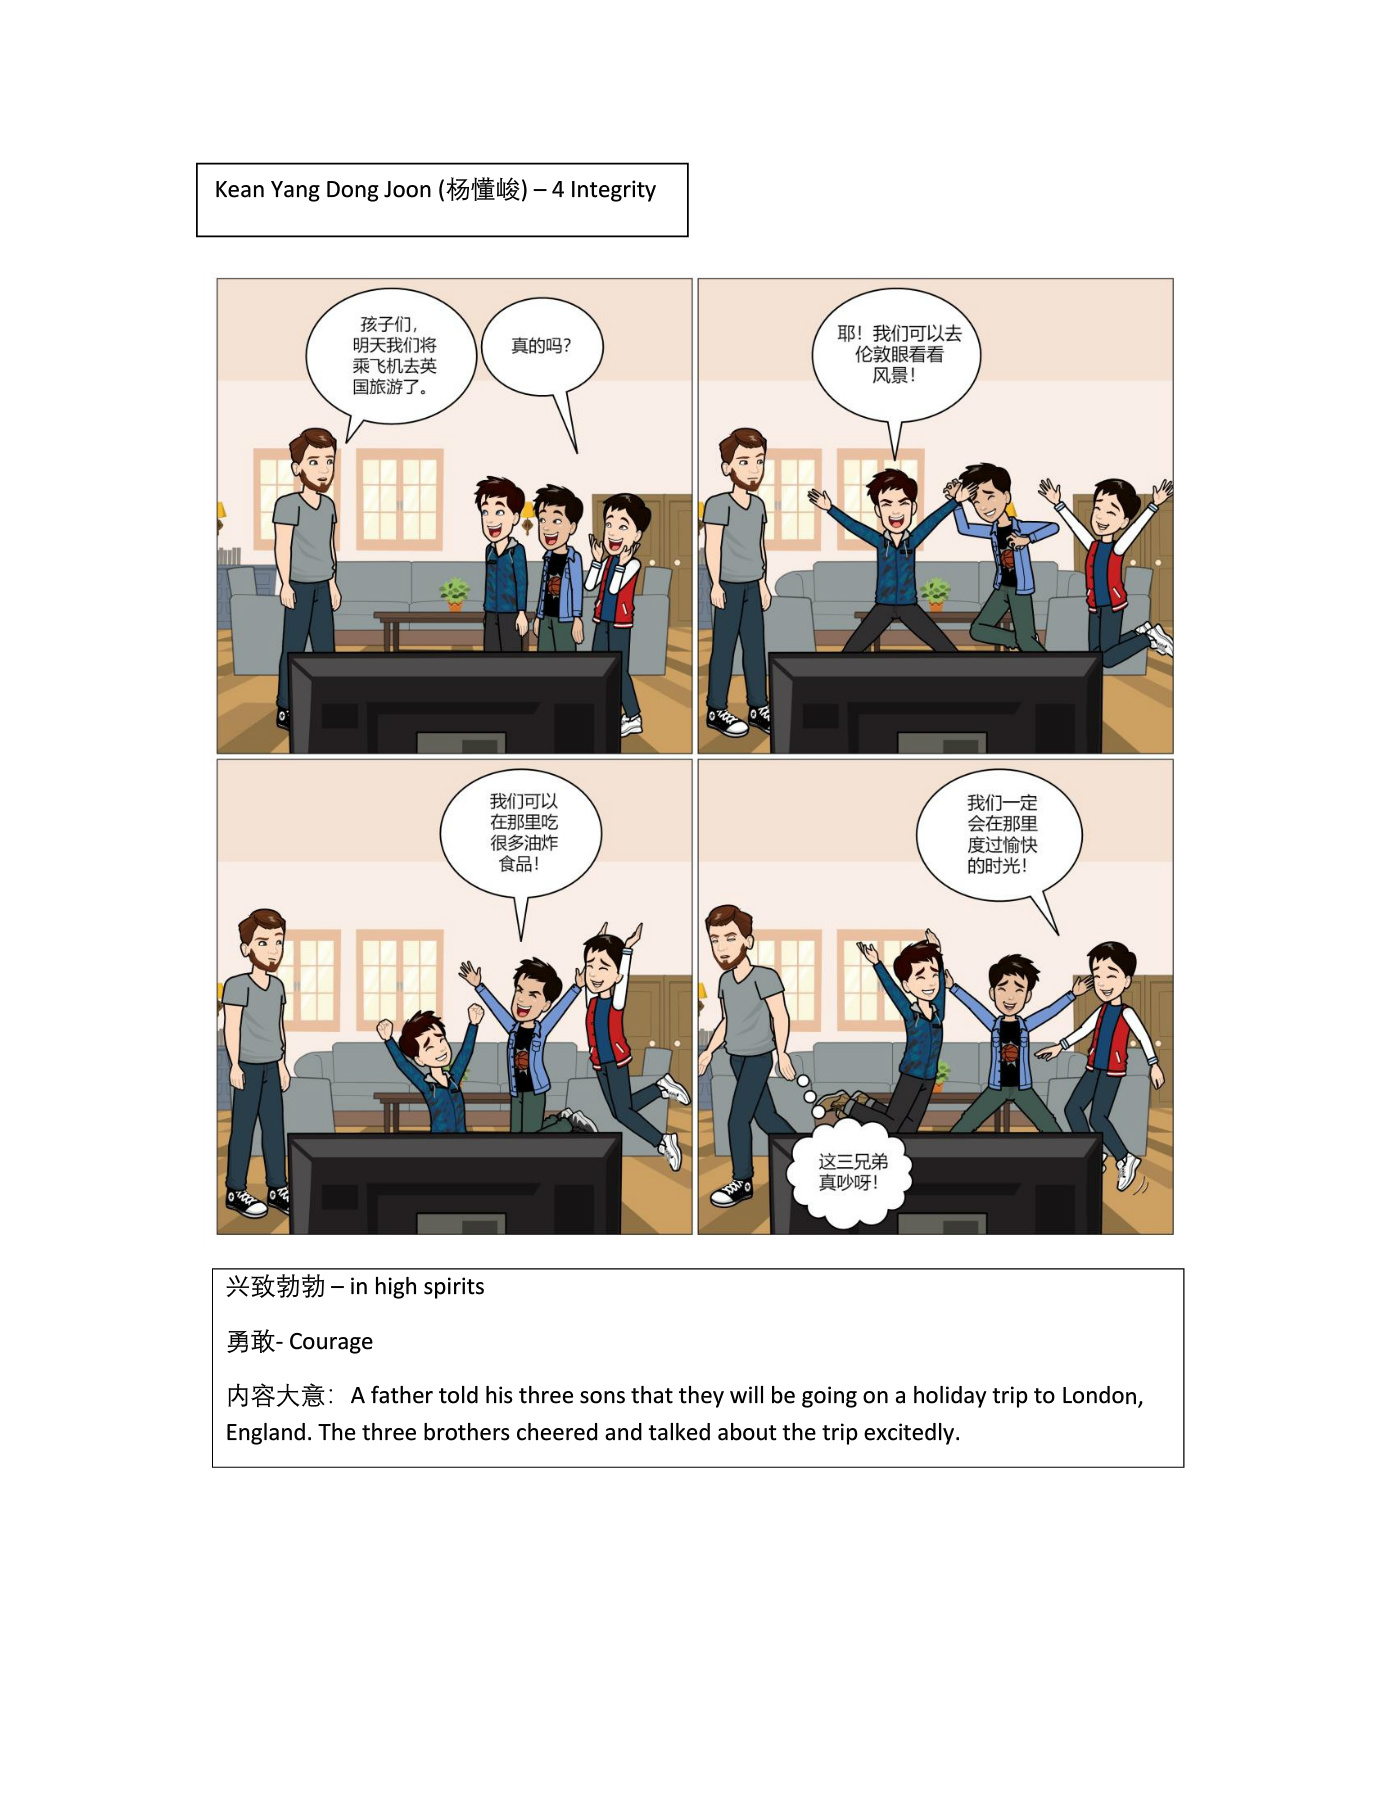 Kean Yang Dong Joon (杨懂峻) – 4 Integrity
孩子们，
明天我们将
乘飞机去英
国旅游了。
真的吗？
耶！我们可以去
伦敦眼看看
风景！
我们可以
在那里吃
很多油炸
食品！
我们一定
会在那里
度过愉快
的时光！
这三兄弟
真吵呀！
兴致勃勃 – in high spirits
勇敢- Courage
内容大意：A father told his three sons that they will be going on a holiday trip to London,
England. The three brothers cheered and talked about the trip excitedly.